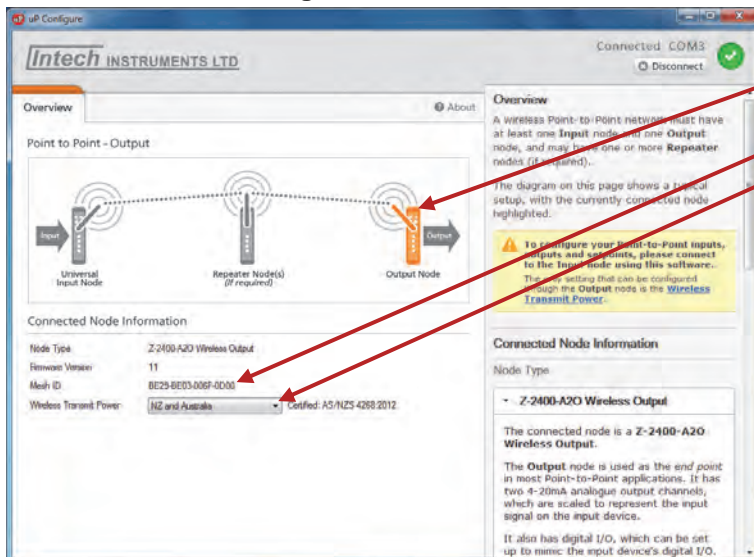 uP Configure
Intech INSTRUMENTS LTD
Connected COM3
Disconnect
Overview
About
Point to Point - Output
Input
Output
Universal
Input Node
Repeater Node(s)
(If required)
Output Node
Connected Node Information
Node Type
Z-2400-A2O Wireless Output
Firmware Version
11
Mesh ID
BE29-BE03-006F-0D00
Wireless Transmit Power
NZ and Australia
Certified: AS/NZS 4268:2012
Overview
A wireless Point-to-Point network must have
at least one Input node and one Output
node, and may have one or more Repeater
nodes (if required).
The diagram on this page shows a typical
setup, with the currently connected node
highlighted.
To configure your Point-to-Point inputs,
outputs and setpoints, please connect
to the Input node using this software.
The only setting that can be configured
through the Output node is the Wireless
Transmit Power.
Connected Node Information
Node Type
- Z-2400-A2O Wireless Output
The connected node is a Z-2400-A2O
Wireless Output.
The Output node is used as the end point
in most Point-to-Point applications. It has
two 4-20mA analogue output channels,
which are scaled to represent the input
signal on the input device.
It also has digital I/O, which can be set
up to mimic the input device's digital I/O.